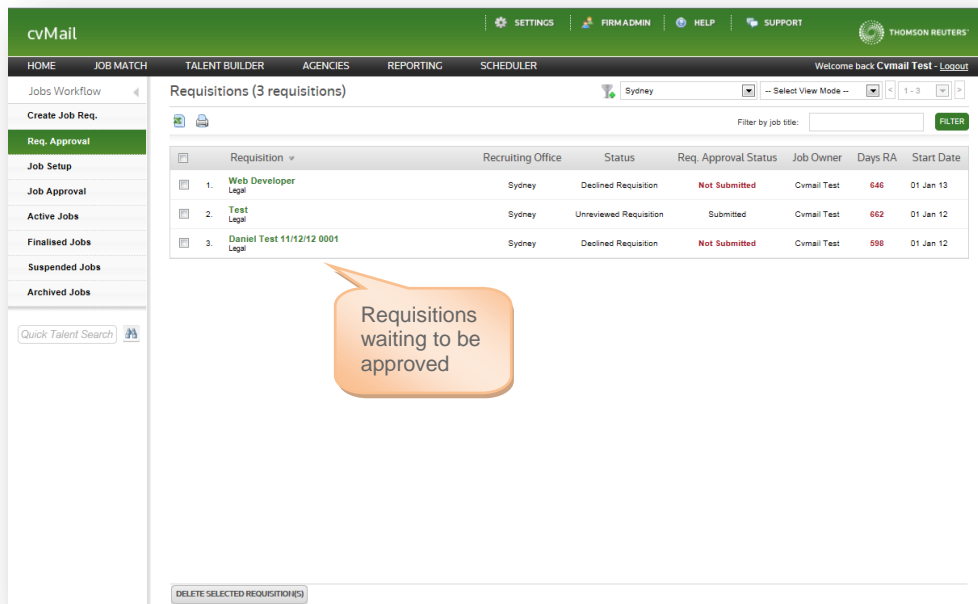 cvMail
SETTINGS FIRM ADMIN HELP SUPPORT
THOMSON REUTERS
HOME JOB MATCH TALENT BUILDER AGENCIES REPORTING SCHEDULER Welcome back Cvmail Test - Logout
Jobs Workflow
Create Job Req.
Req. Approval
Job Setup
Job Approval
Active Jobs
Finalised Jobs
Suspended Jobs
Archived Jobs
Quick Talent Search
Requisitions (3 requisitions) Sydney -- Select View Mode -- < 1 - 3 >
Filter by job title: FILTER
Requisition Recruiting Office Status Req. Approval Status Job Owner Days RA Start Date
1. Web Developer Sydney Declined Requisition Not Submitted Cvmail Test 646 01 Jan 13
Legal
2. Test Sydney Unreviewed Requisition Submitted Cvmail Test 662 01 Jan 12
Legal
3. Daniel Test 11/12/12 0001 Sydney Declined Requisition Not Submitted Cvmail Test 598 01 Jan 12
Legal
Requisitions
waiting to be
approved
DELETE SELECTED REQUISITION(S)